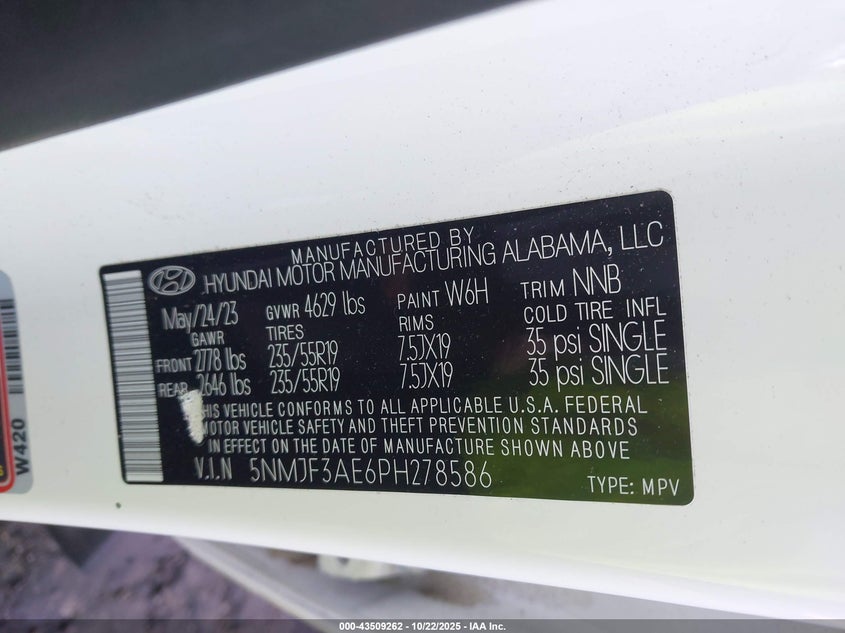 MANUFACTURED BY
HYUNDAI MOTOR MANUFACTURING ALABAMA, LLC
May/24/23 GVWR 4629 lbs PAINT W6H TRIM NNB
GAWR TIRES RIMS COLD TIRE INFL
FRONT 2778 lbs 235/55R19 7.5JX19 35 psi SINGLE
REAR 2646 lbs 235/55R19 7.5JX19 35 psi SINGLE
HIS VEHICLE CONFORMS TO ALL APPLICABLE U.S.A. FEDERAL
MOTOR VEHICLE SAFETY AND THEFT PREVENTION STANDARDS
IN EFFECT ON THE DATE OF MANUFACTURE SHOWN ABOVE
V.I.N 5NMJF3AE6PH278586
TYPE: MPV
W420
000-43509262 - 10/22/2025 - IAA Inc.